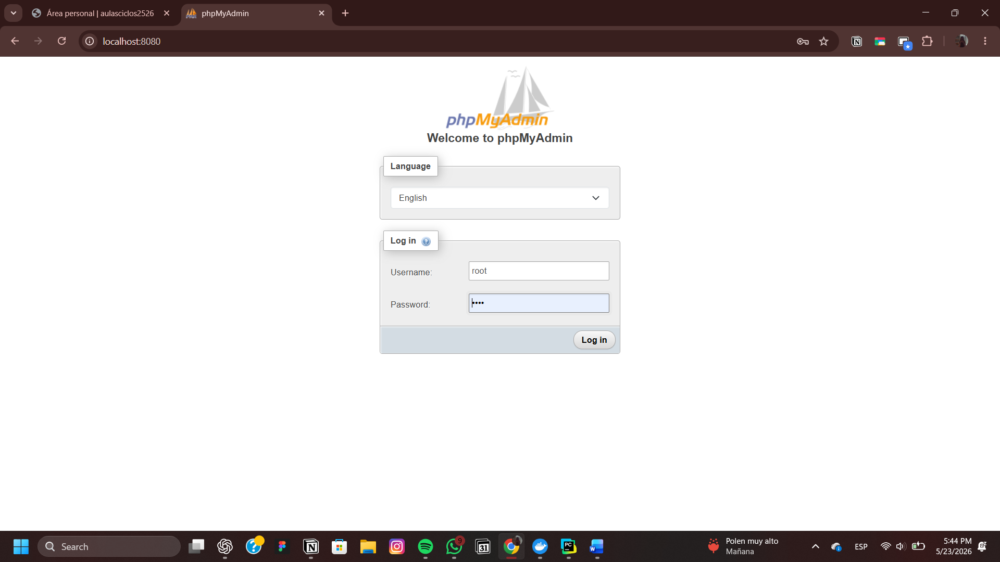 Área personal | aulasciclos2526
phpMyAdmin
localhost:8080
phpMyAdmin
Welcome to phpMyAdmin
Language
English
Log in
Username:
root
Password:
••••
Log in
Search
9
31
PC
W
Polen muy alto
Mañana
ESP
5:44 PM
5/23/2026